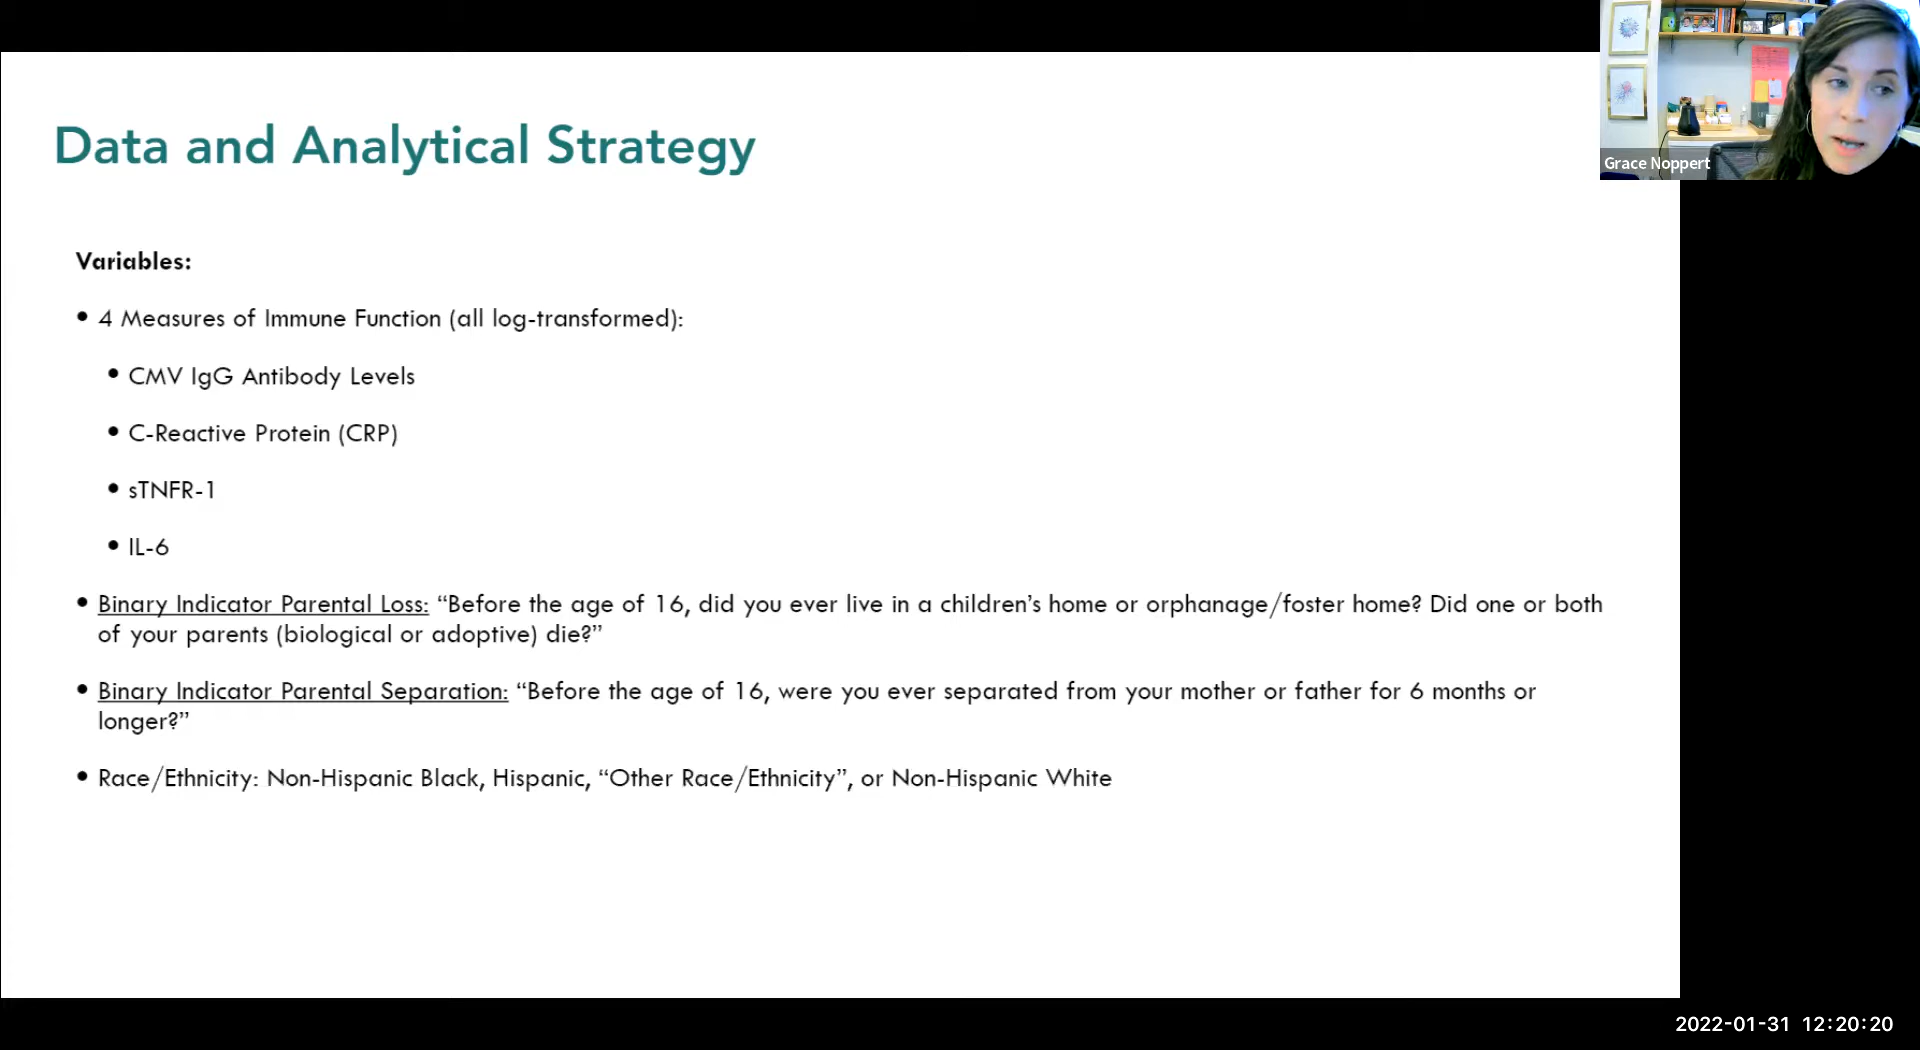 Data and Analytical Strategy
Grace Noppert
Variables:
• 4 Measures of Immune Function (all log-transformed):
• CMV IgG Antibody Levels
• C-Reactive Protein (CRP)
• sTNFR-1
• IL-6
• Binary Indicator Parental Loss: “Before the age of 16, did you ever live in a children’s home or orphanage/foster home? Did one or both
of your parents (biological or adoptive) die?”
• Binary Indicator Parental Separation: “Before the age of 16, were you ever separated from your mother or father for 6 months or
longer?”
• Race/Ethnicity: Non-Hispanic Black, Hispanic, “Other Race/Ethnicity”, or Non-Hispanic White
2022-01-31 12:20:20